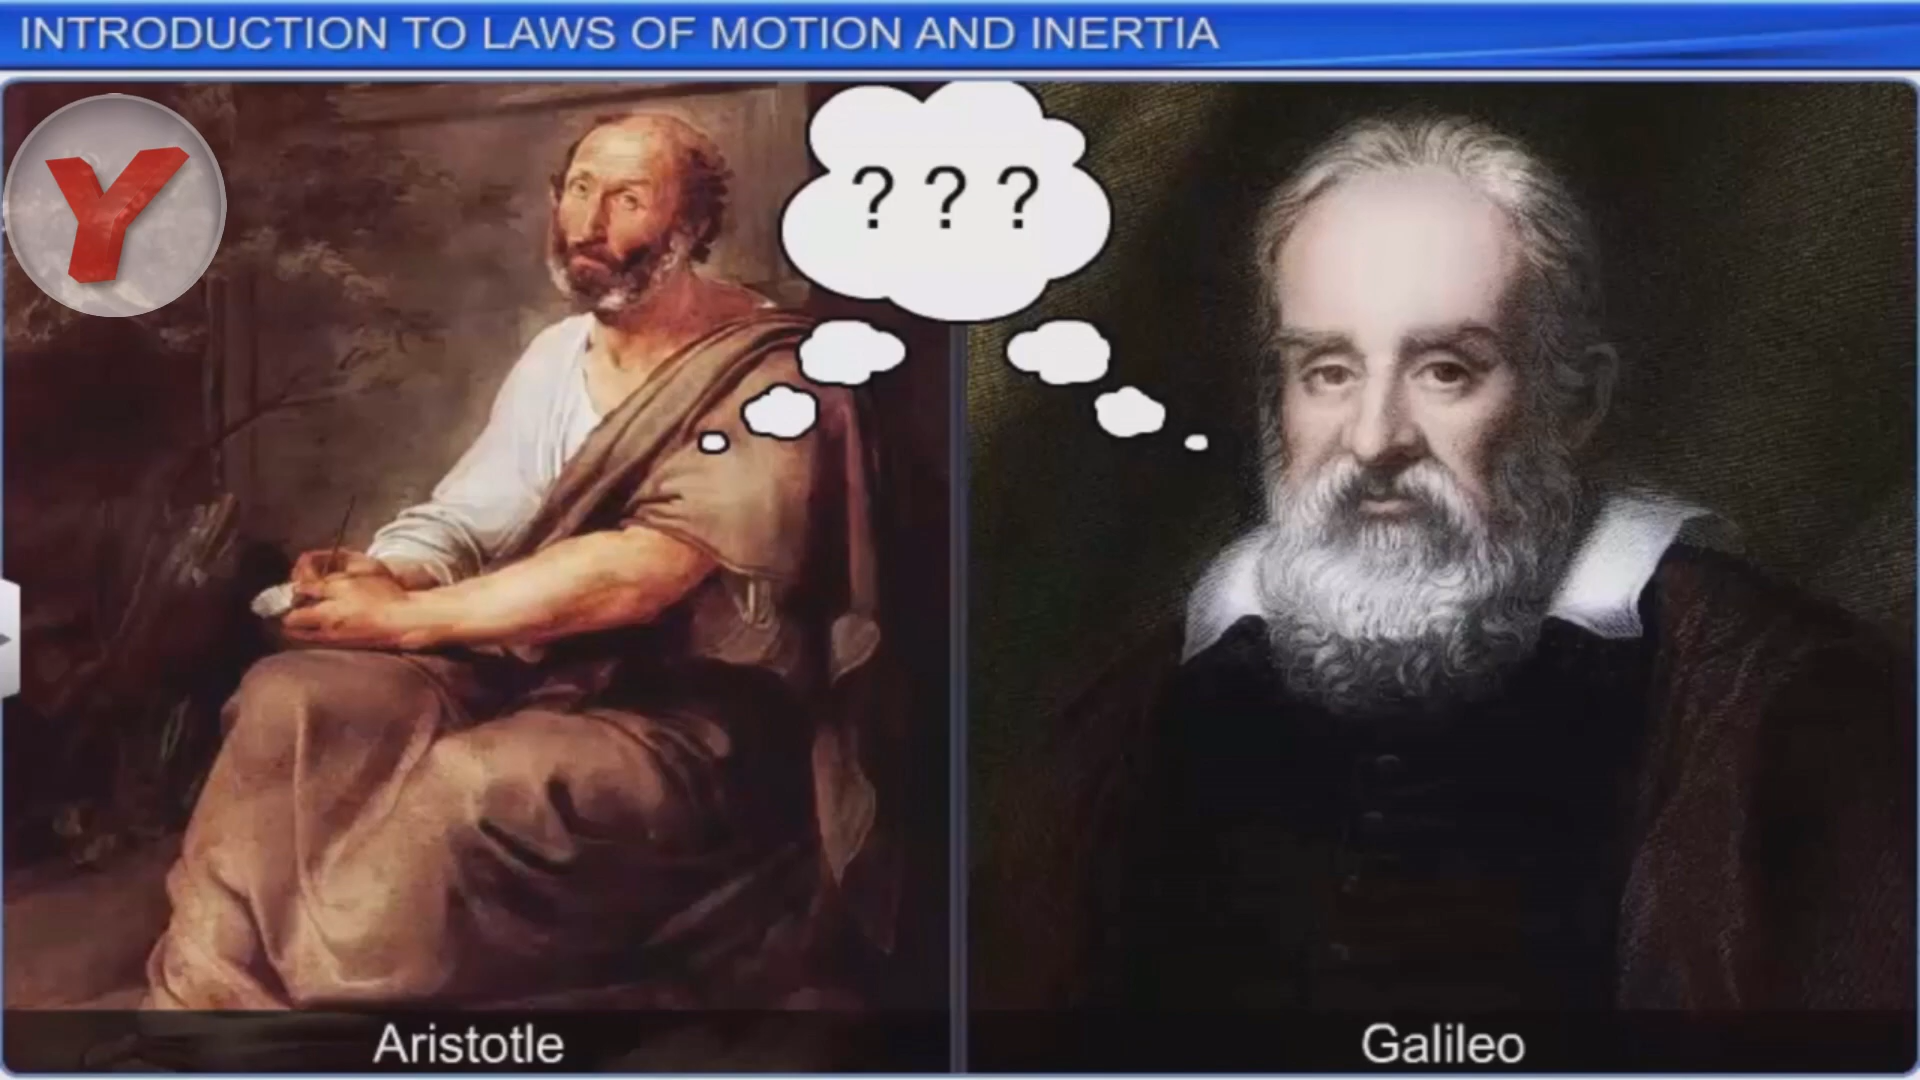 INTRODUCTION TO LAWS OF MOTION AND INERTIA
Y
? ? ?
Aristotle
Galileo